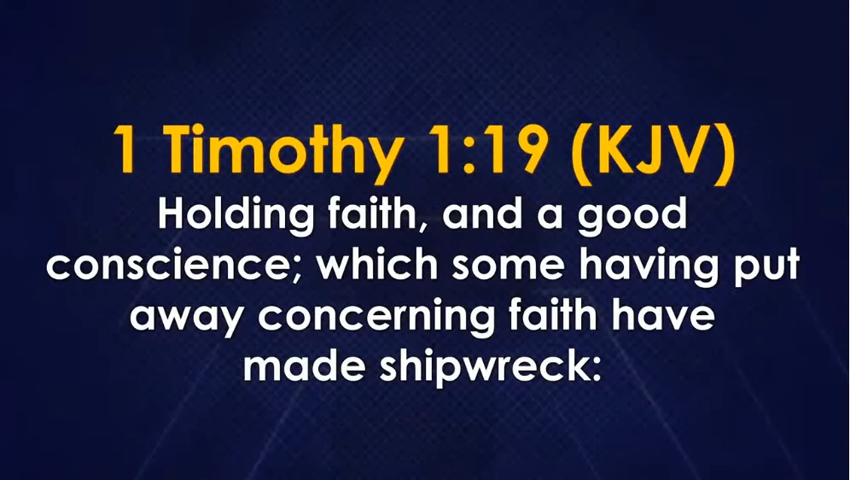 1 Timothy 1:19 (KJV)
Holding faith, and a good
conscience; which some having put
away concerning faith have
made shipwreck: